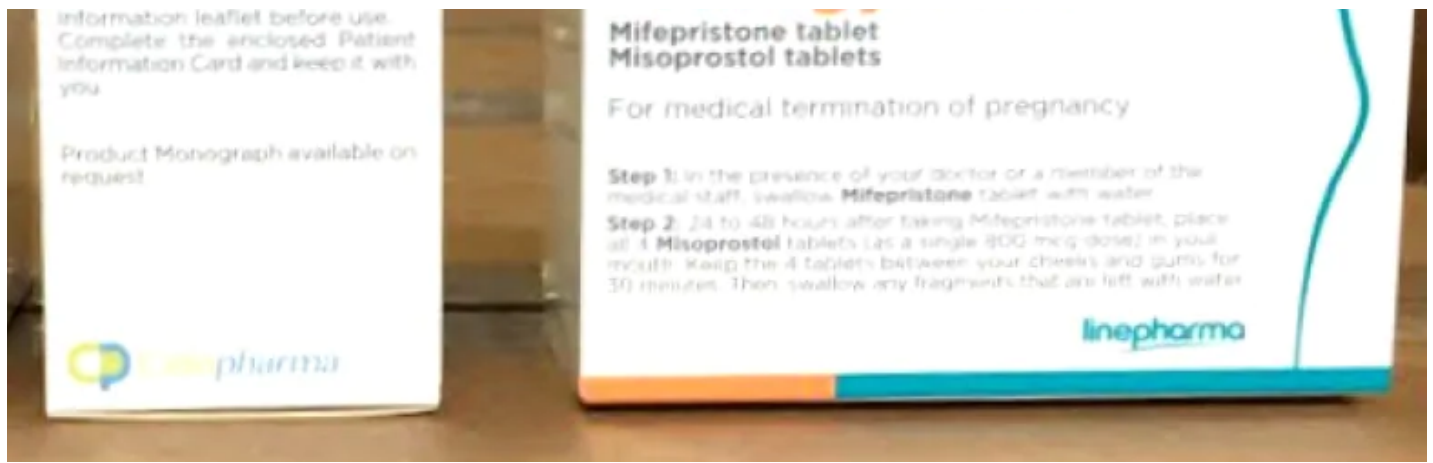 Information leaflet before use.
Complete the enclosed Patient
Information Card and keep it with
you.
Product Monograph available on
request.
pharma
Mifepristone tablet
Misoprostol tablets
For medical termination of pregnancy
Step 1: In the presence of your doctor or a member of the
medical staff, swallow Mifepristone tablet with water.
Step 2: 24 to 48 hours after taking Mifepristone tablet, place
all 4 Misoprostol tablets (as a single 800 mcg dose) in your
mouth. Keep the 4 tablets between your cheeks and gums for
30 minutes. Then, swallow any fragments that are left with water.
linepharma